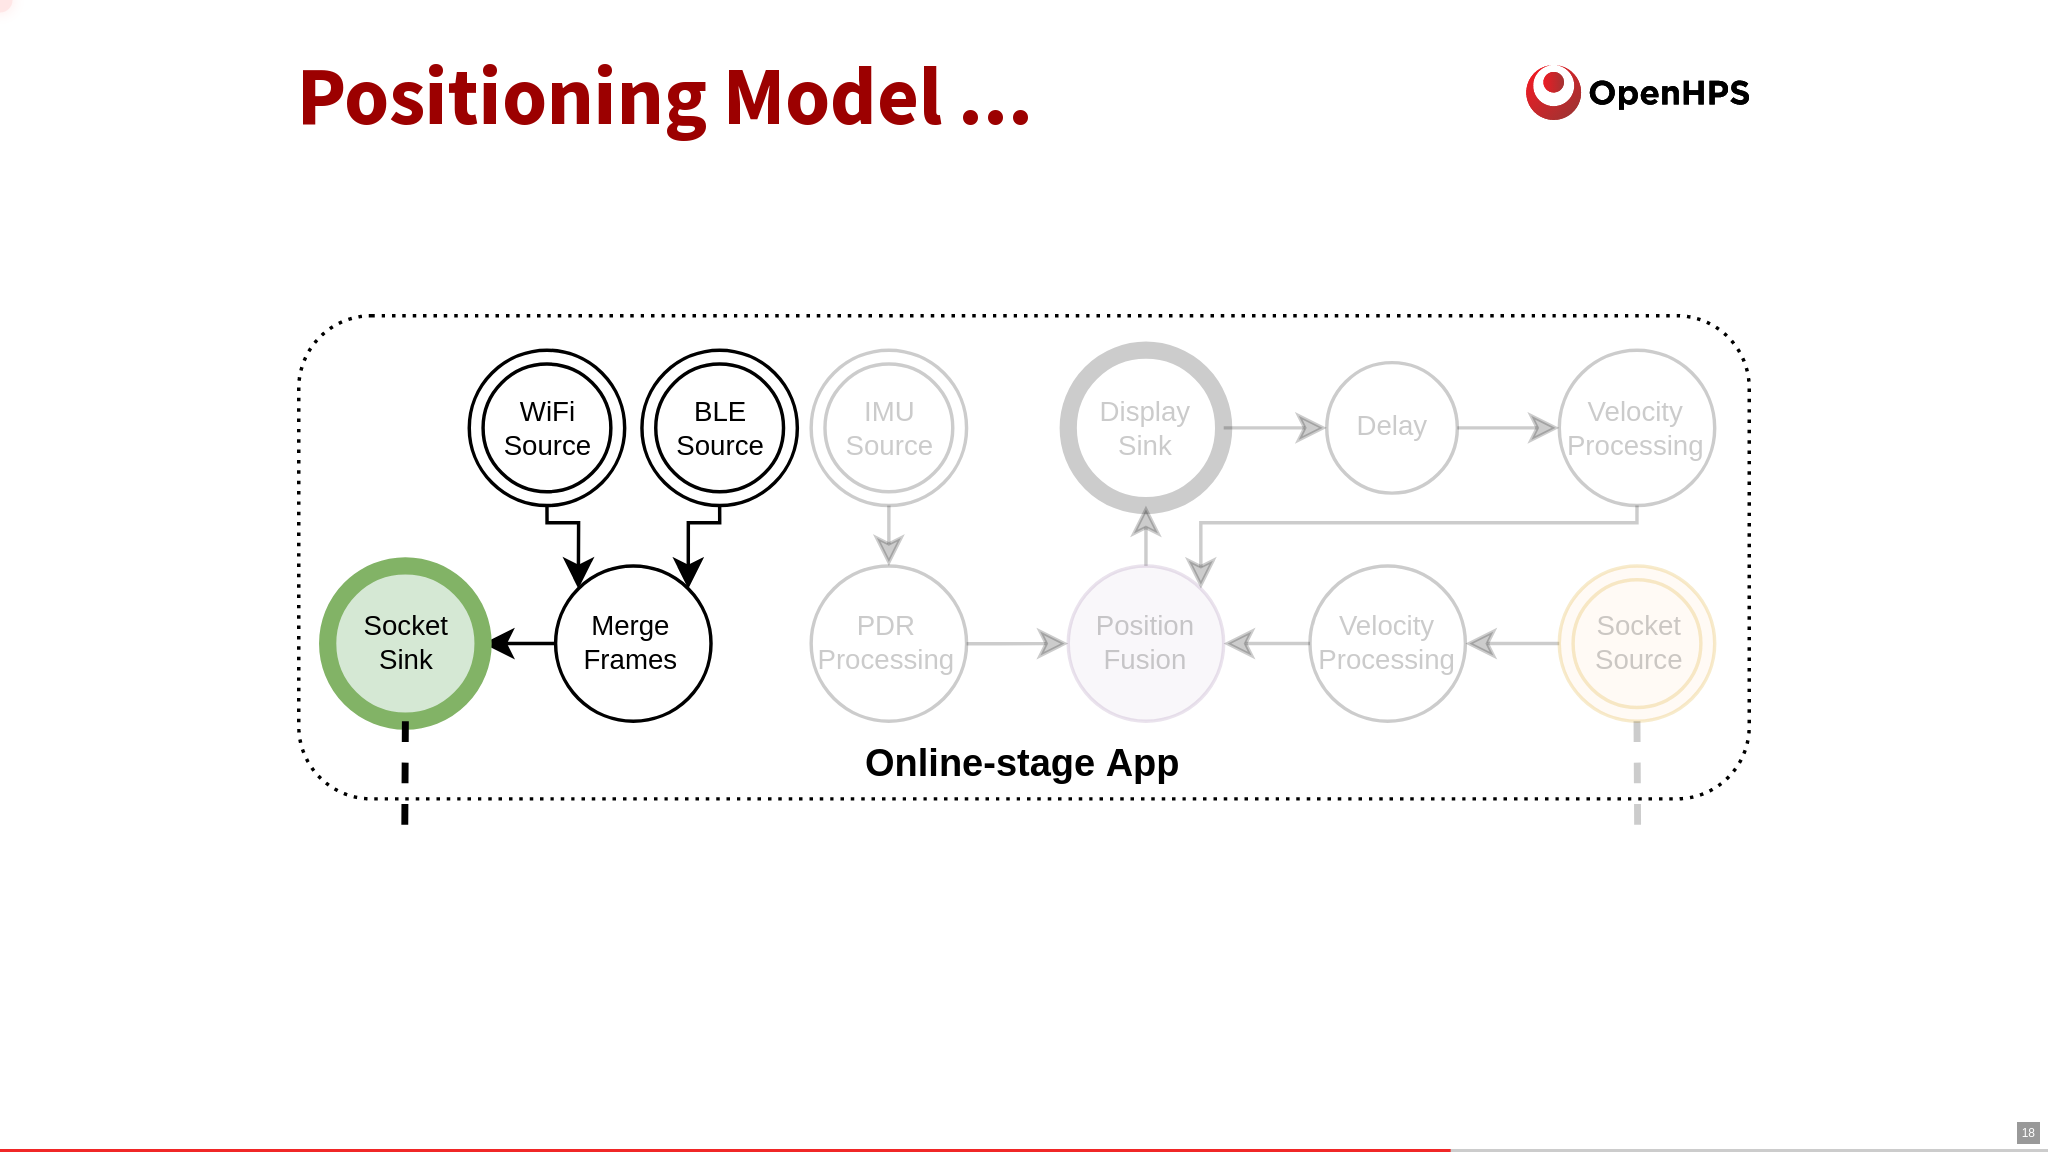 Positioning Model ...
OpenHPS
WiFi
Source
BLE
Source
IMU
Source
Display
Sink
Delay
Velocity
Processing
Socket
Sink
Merge
Frames
PDR
Processing
Position
Fusion
Velocity
Processing
Socket
Source
Online-stage App
18